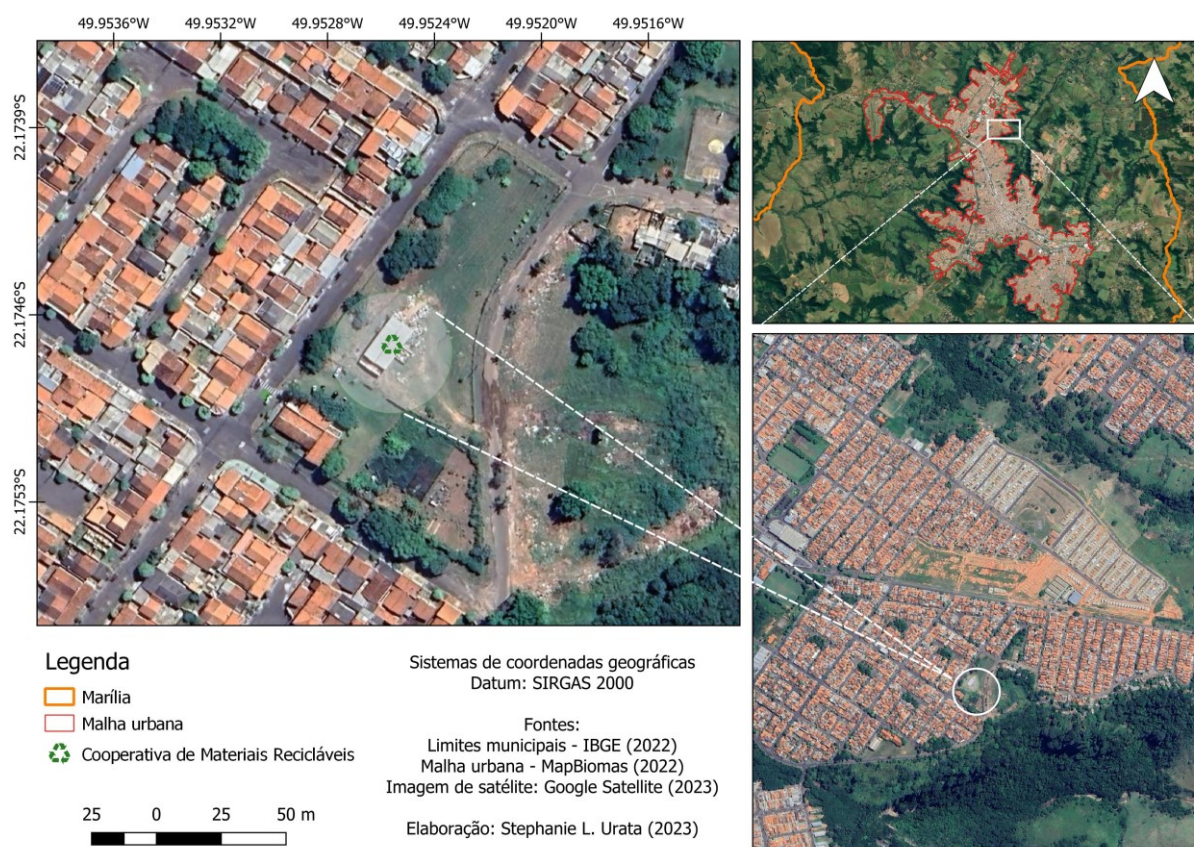 49.9536°W 49.9532°W 49.9528°W 49.9524°W 49.9520°W 49.9516°W
22.1739°S
22.1746°S
22.1753°S
Legenda
Marília
Malha urbana
Cooperativa de Materiais Recicláveis
25 0 25 50 m
Sistemas de coordenadas geográficas
Datum: SIRGAS 2000
Fontes:
Limites municipais - IBGE (2022)
Malha urbana - MapBiomas (2022)
Imagem de satélite: Google Satellite (2023)
Elaboração: Stephanie L. Urata (2023)